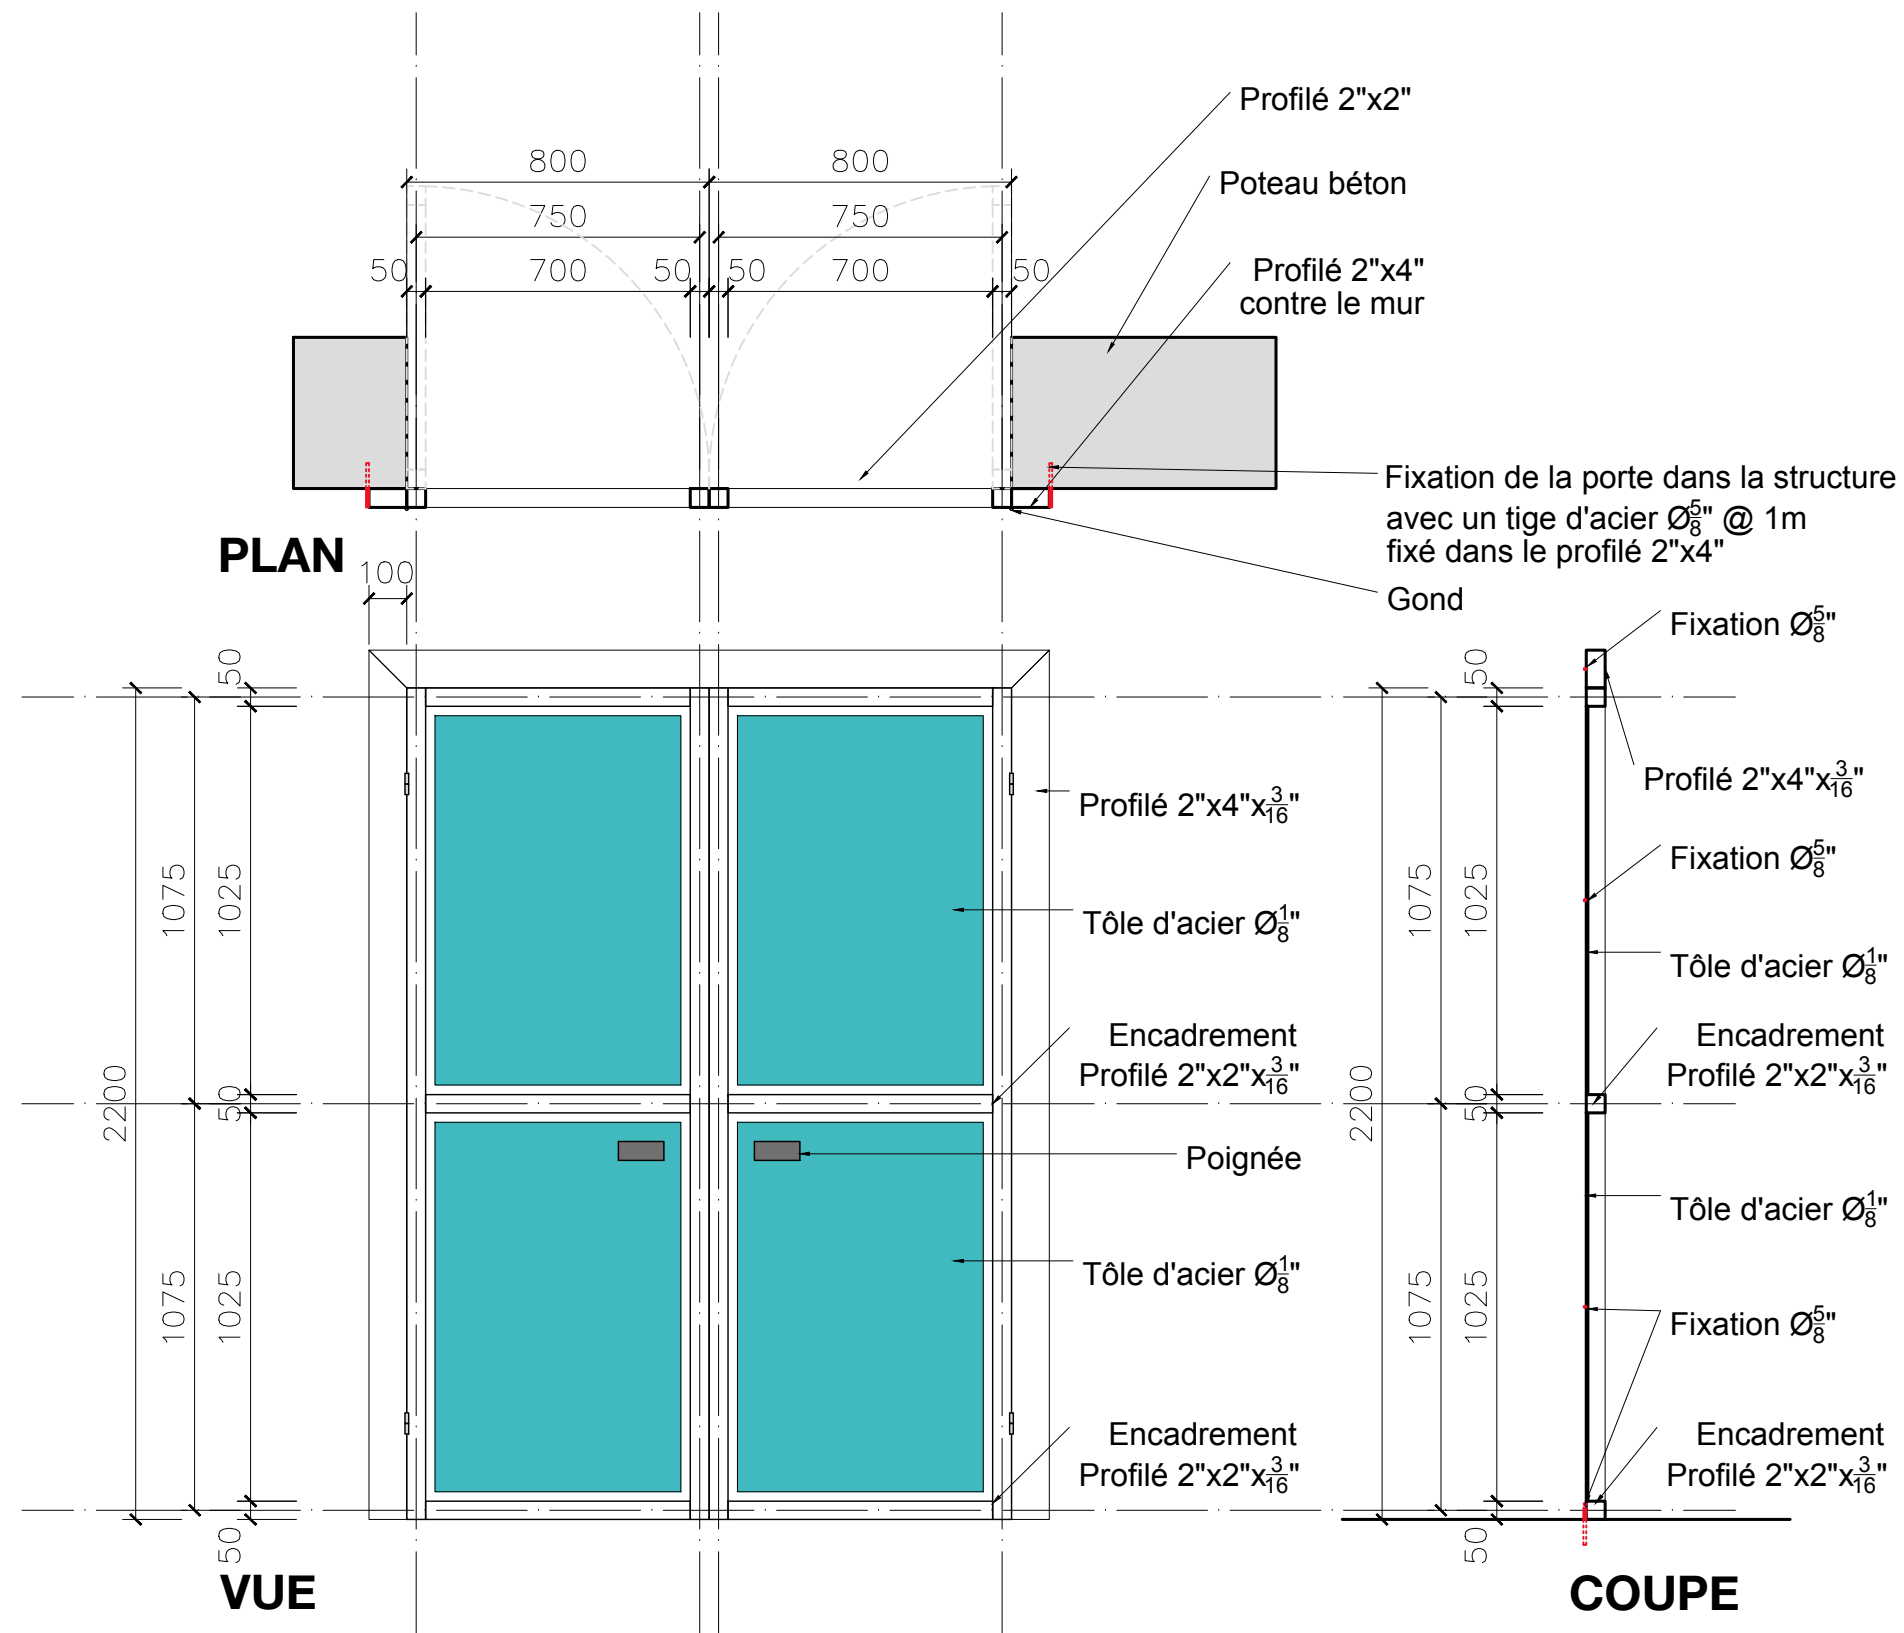 Profilé 2"x2"
800
800
Poteau béton
750
750
50
700
50
50
700
50
Profilé 2"x4"
contre le mur
Fixation de la porte dans la structure
avec un tige d'acier Ø5/8" @ 1m
fixé dans le profilé 2"x4"
PLAN
100
Gond
Fixation Ø5/8"
50
50
Profilé 2"x4"x3/16"
Profilé 2"x4"x3/16"
1075
1025
1075
1025
Fixation Ø5/8"
Tôle d'acier Ø1/8"
Tôle d'acier Ø1/8"
Encadrement
Profilé 2"x2"x3/16"
Encadrement
Profilé 2"x2"x3/16"
2200
50
2200
50
Poignée
Tôle d'acier Ø1/8"
Tôle d'acier Ø1/8"
1075
1025
1075
1025
Fixation Ø5/8"
Encadrement
Profilé 2"x2"x3/16"
Encadrement
Profilé 2"x2"x3/16"
50
50
VUE
COUPE